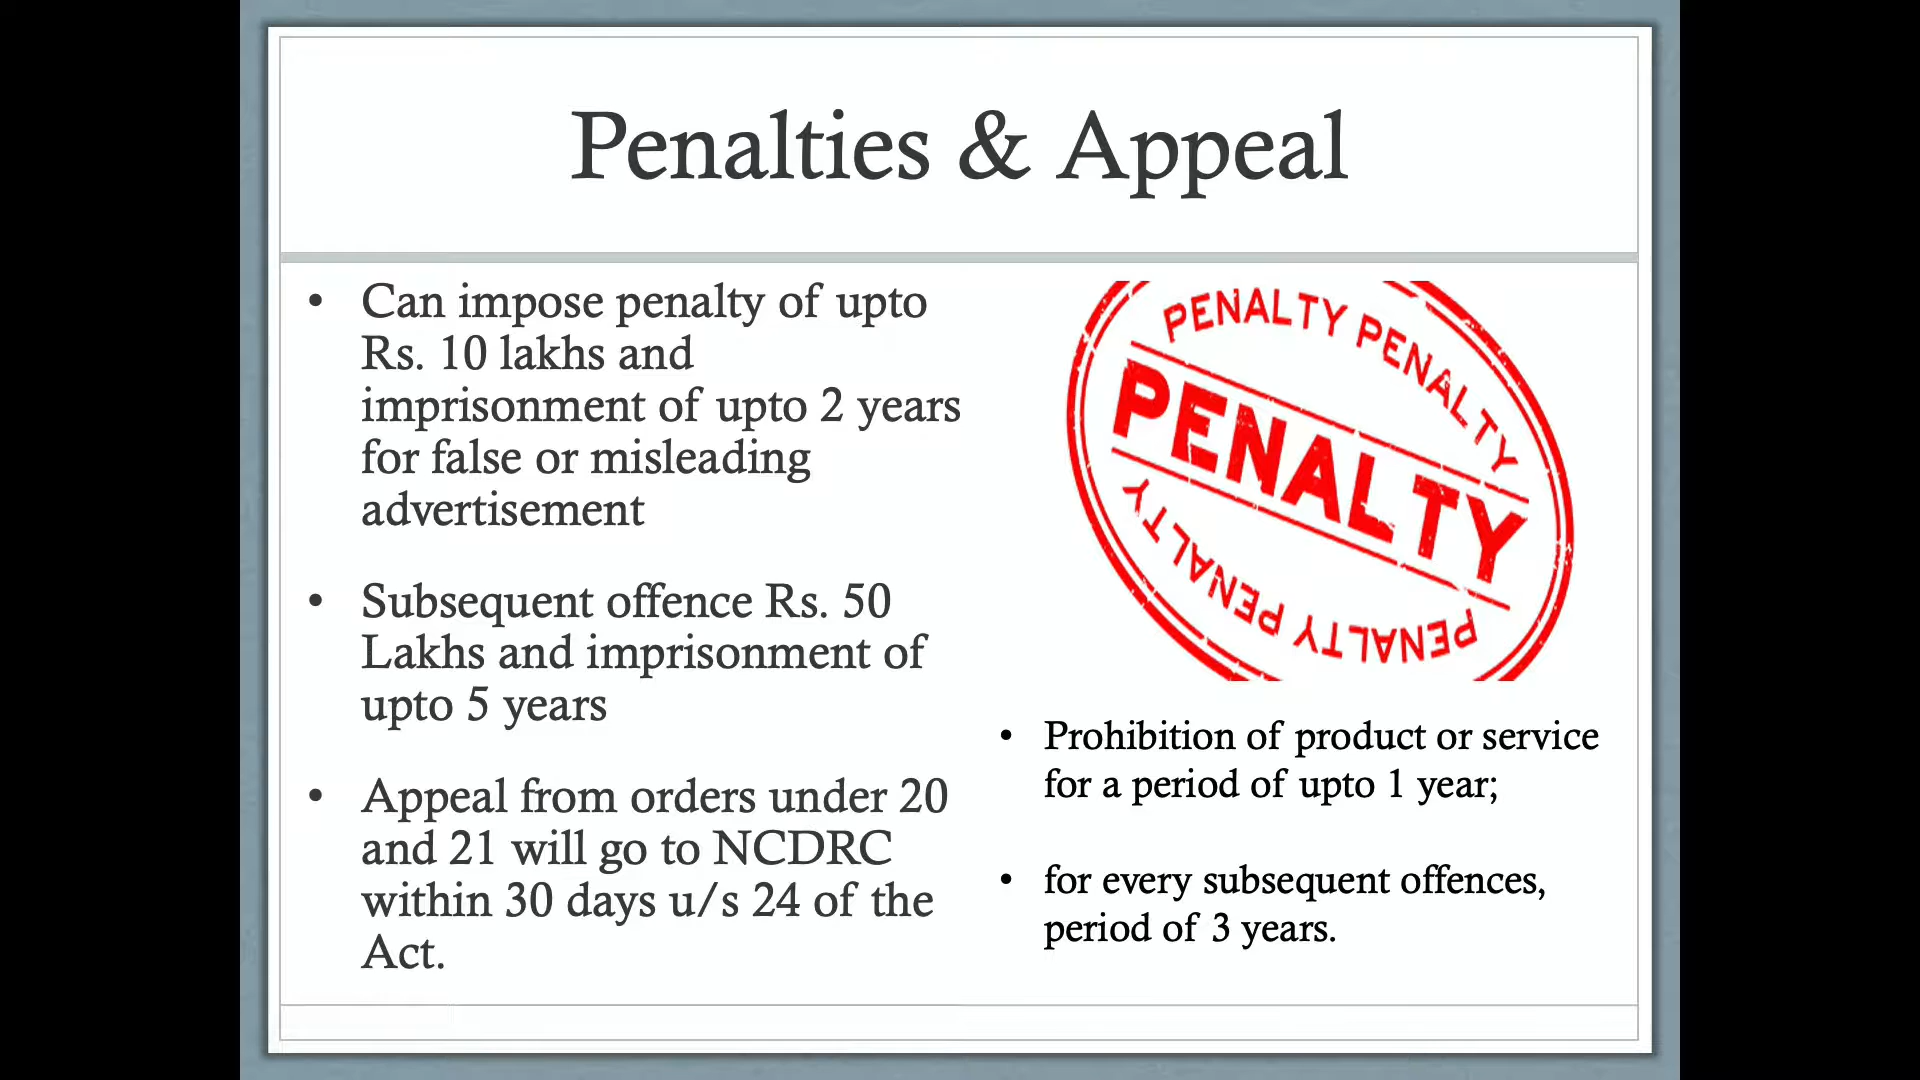 Penalties & Appeal
• Can impose penalty of upto
Rs. 10 lakhs and
imprisonment of upto 2 years
for false or misleading
advertisement
• Subsequent offence Rs. 50
Lakhs and imprisonment of
upto 5 years
• Appeal from orders under 20
and 21 will go to NCDRC
within 30 days u/s 24 of the
Act.
PENALTY PENALTY
PENALTY
PENALTY PENALTY PENALTY
• Prohibition of product or service
for a period of upto 1 year;
• for every subsequent offences,
period of 3 years.